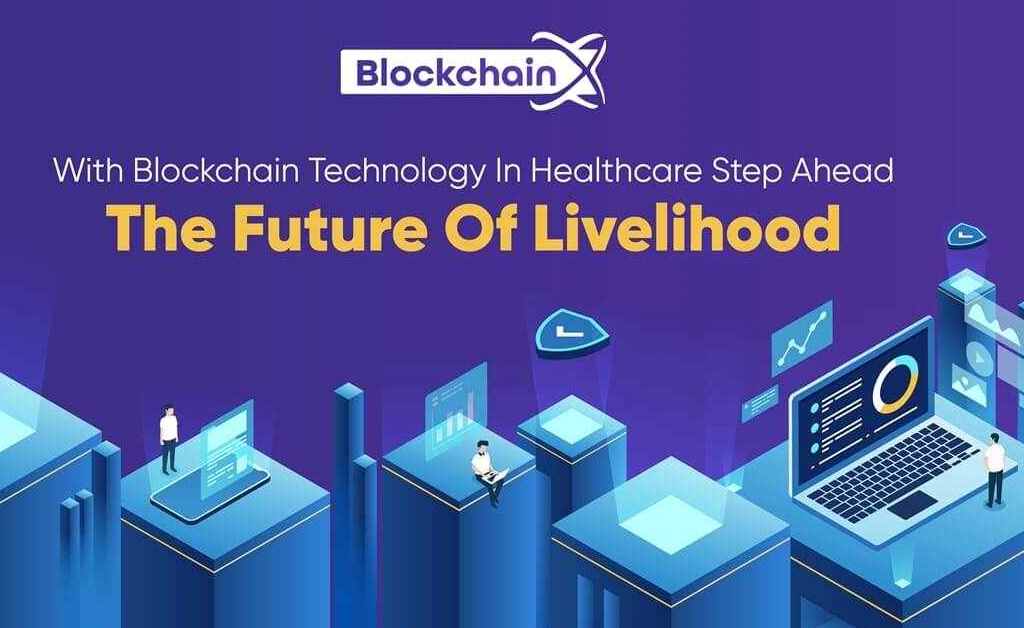 BlockchainX
With Blockchain Technology In Healthcare Step Ahead
The Future Of Livelihood